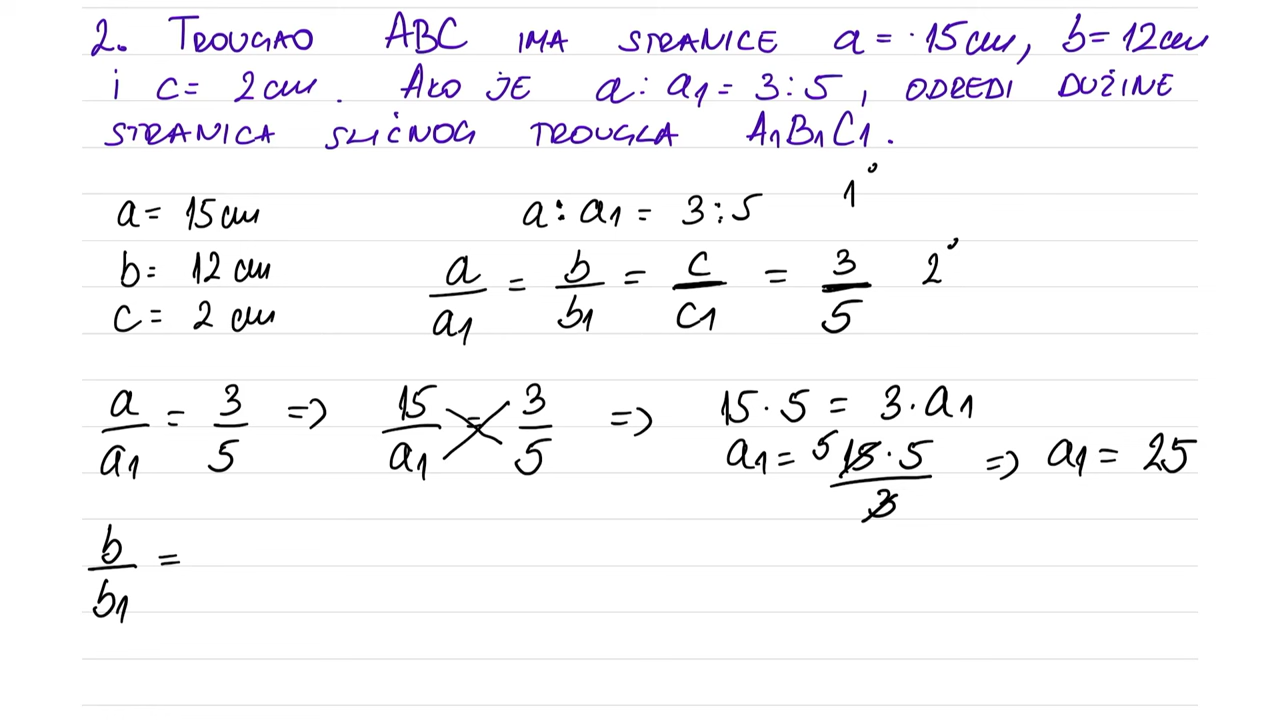 2. TROUGAO ABC IMA STRANICE a = 15cm, b = 12cm
i c = 2cm. AKO JE a : a1 = 3 : 5, ODREDI DUŽINE
STRANICA SLIČNOG TROUGLA A1B1C1.
a = 15cm a : a1 = 3 : 5 1°
b = 12 cm a/a1 = b/b1 = c/c1 = 3/5 2°
c = 2 cm
a/a1 = 3/5 => 15/a1 = 3/5 => 15 · 5 = 3 · a1
a1 = 5 15 · 5/3 => a1 = 25
b/b1 =